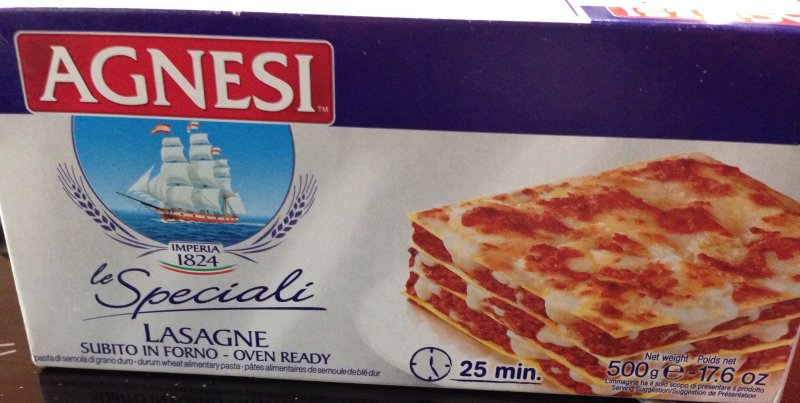 AGNESI
TM
IMPERIA
1824
le Speciali
LASAGNE
SUBITO IN FORNO - OVEN READY
pasta di semola di grano duro - durum wheat alimentary pasta - pâtes alimentaires de semoule de blé dur
25 min.
Net weight - Poids net
500g e - 17.6 oz
L'immagine ha il solo scopo di presentare il prodotto
Serving Suggestion/Suggestion de Présentation